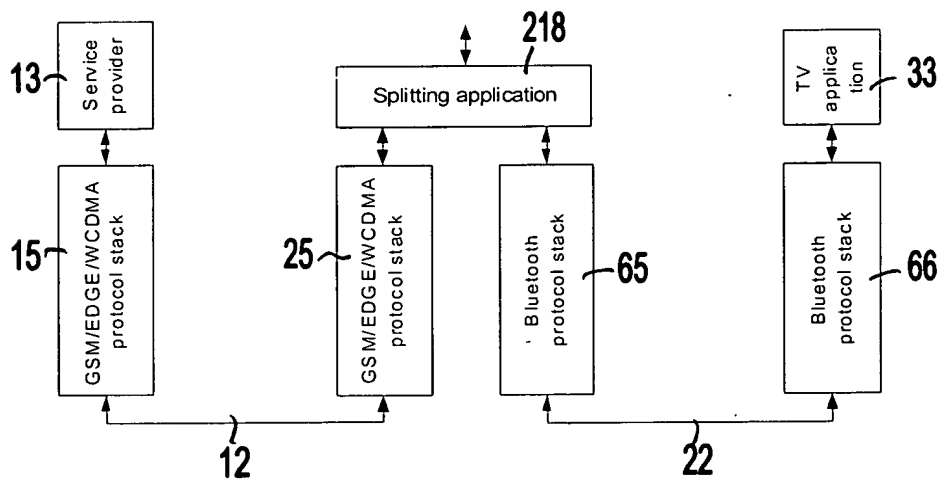 218
13
Service
provider
Splitting application
TV
applica
tion
33
15
GSM/EDGE/WCDMA
protocol stack
25
GSM/EDGE/WCDMA
protocol stack
Bluetooth
protocol stack
65
Bluetooth
protocol stack
66
12
22